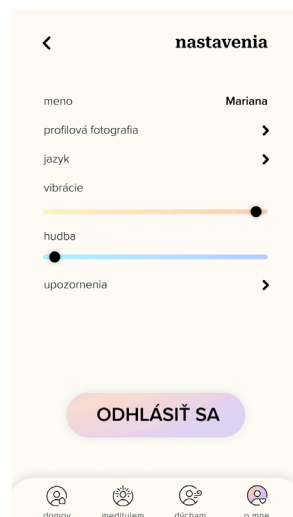 nastavenia
meno Mariana
profilová fotografia
jazyk
vibrácie
hudba
upozornenia
ODHLÁSIŤ SA
domov meditujem dýcham o mne